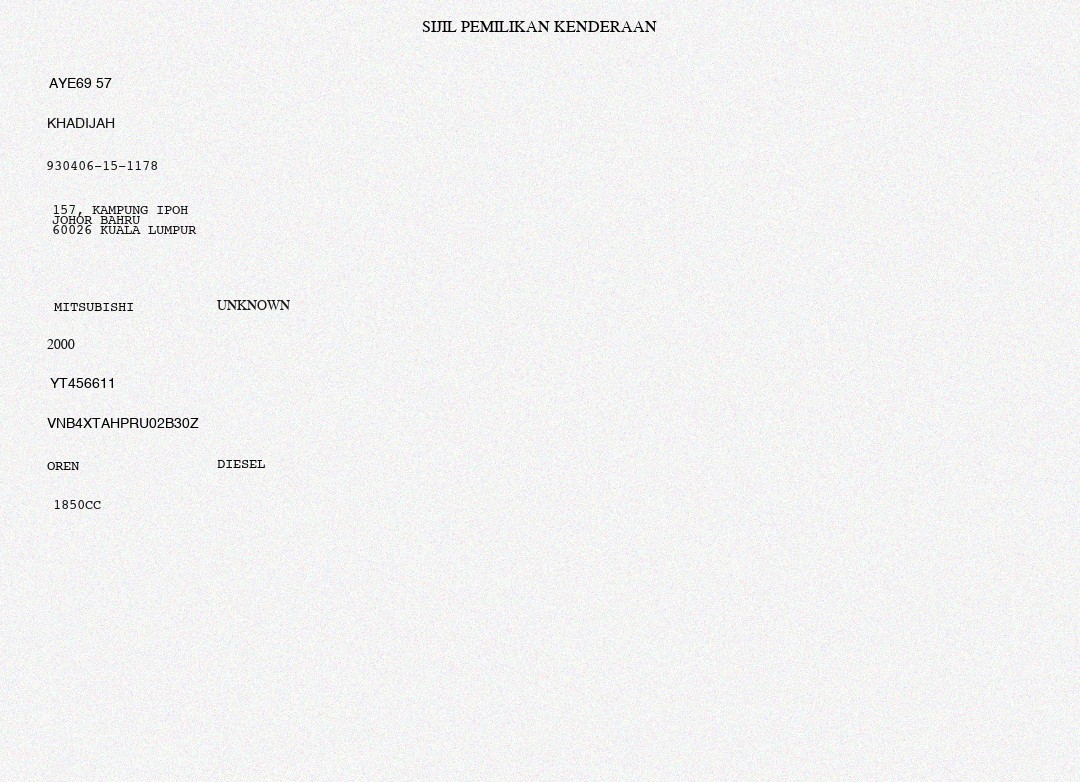 SIJIL PEMILIKAN KENDERAAN
AYE69 57
KHADIJAH
930406-15-1178
157, KAMPUNG IPOH
JOHOR BAHRU
60026 KUALA LUMPUR
MITSUBISHI UNKNOWN
2000
YT456611
VNB4XTAHPRU02B30Z
OREN DIESEL
1850CC